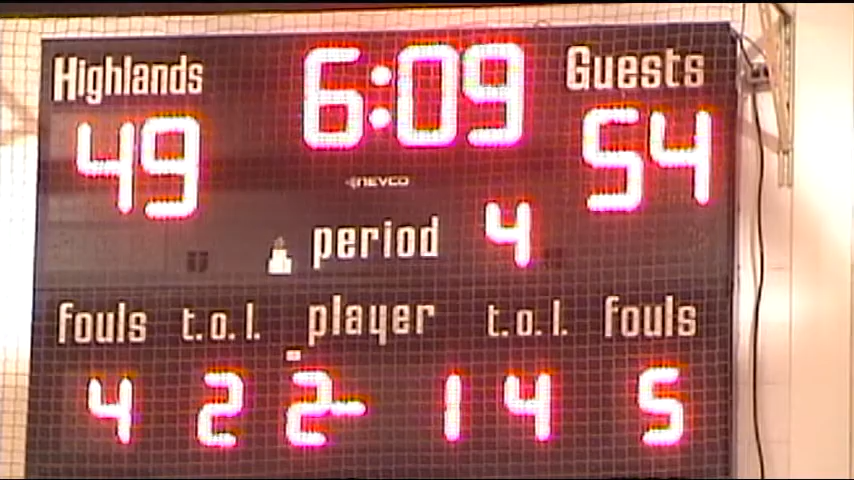 Highlands 6:09 Guests
49 54
NEVCO
period 4
fouls t.o.l. player t.o.l. fouls
4 2 2- 1 4 5